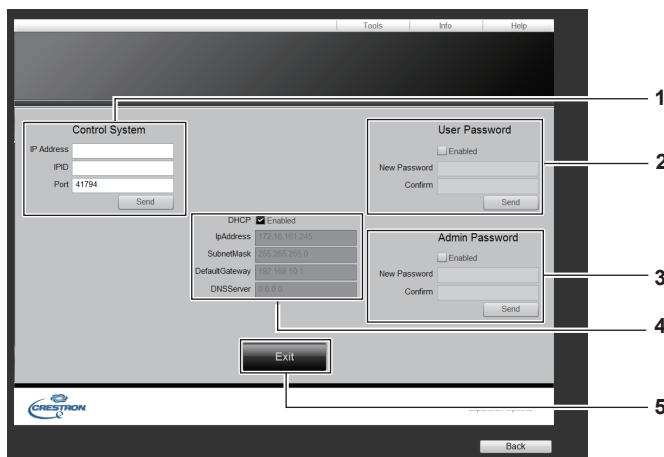 Tools Info Help
Control System
IP Address
IPID
Port 41794
Send
1
User Password
Enabled
New Password
Confirm
Send
2
DHCP Enabled
IpAddress 172.16.161.245
SubnetMask 255.255.255.0
DefaultGateway 192.168.10.1
DNSServer 0.0.0.0
Admin Password
Enabled
New Password
Confirm
Send
3
4
Exit
CRESTRON
Expansion Options
5
Back